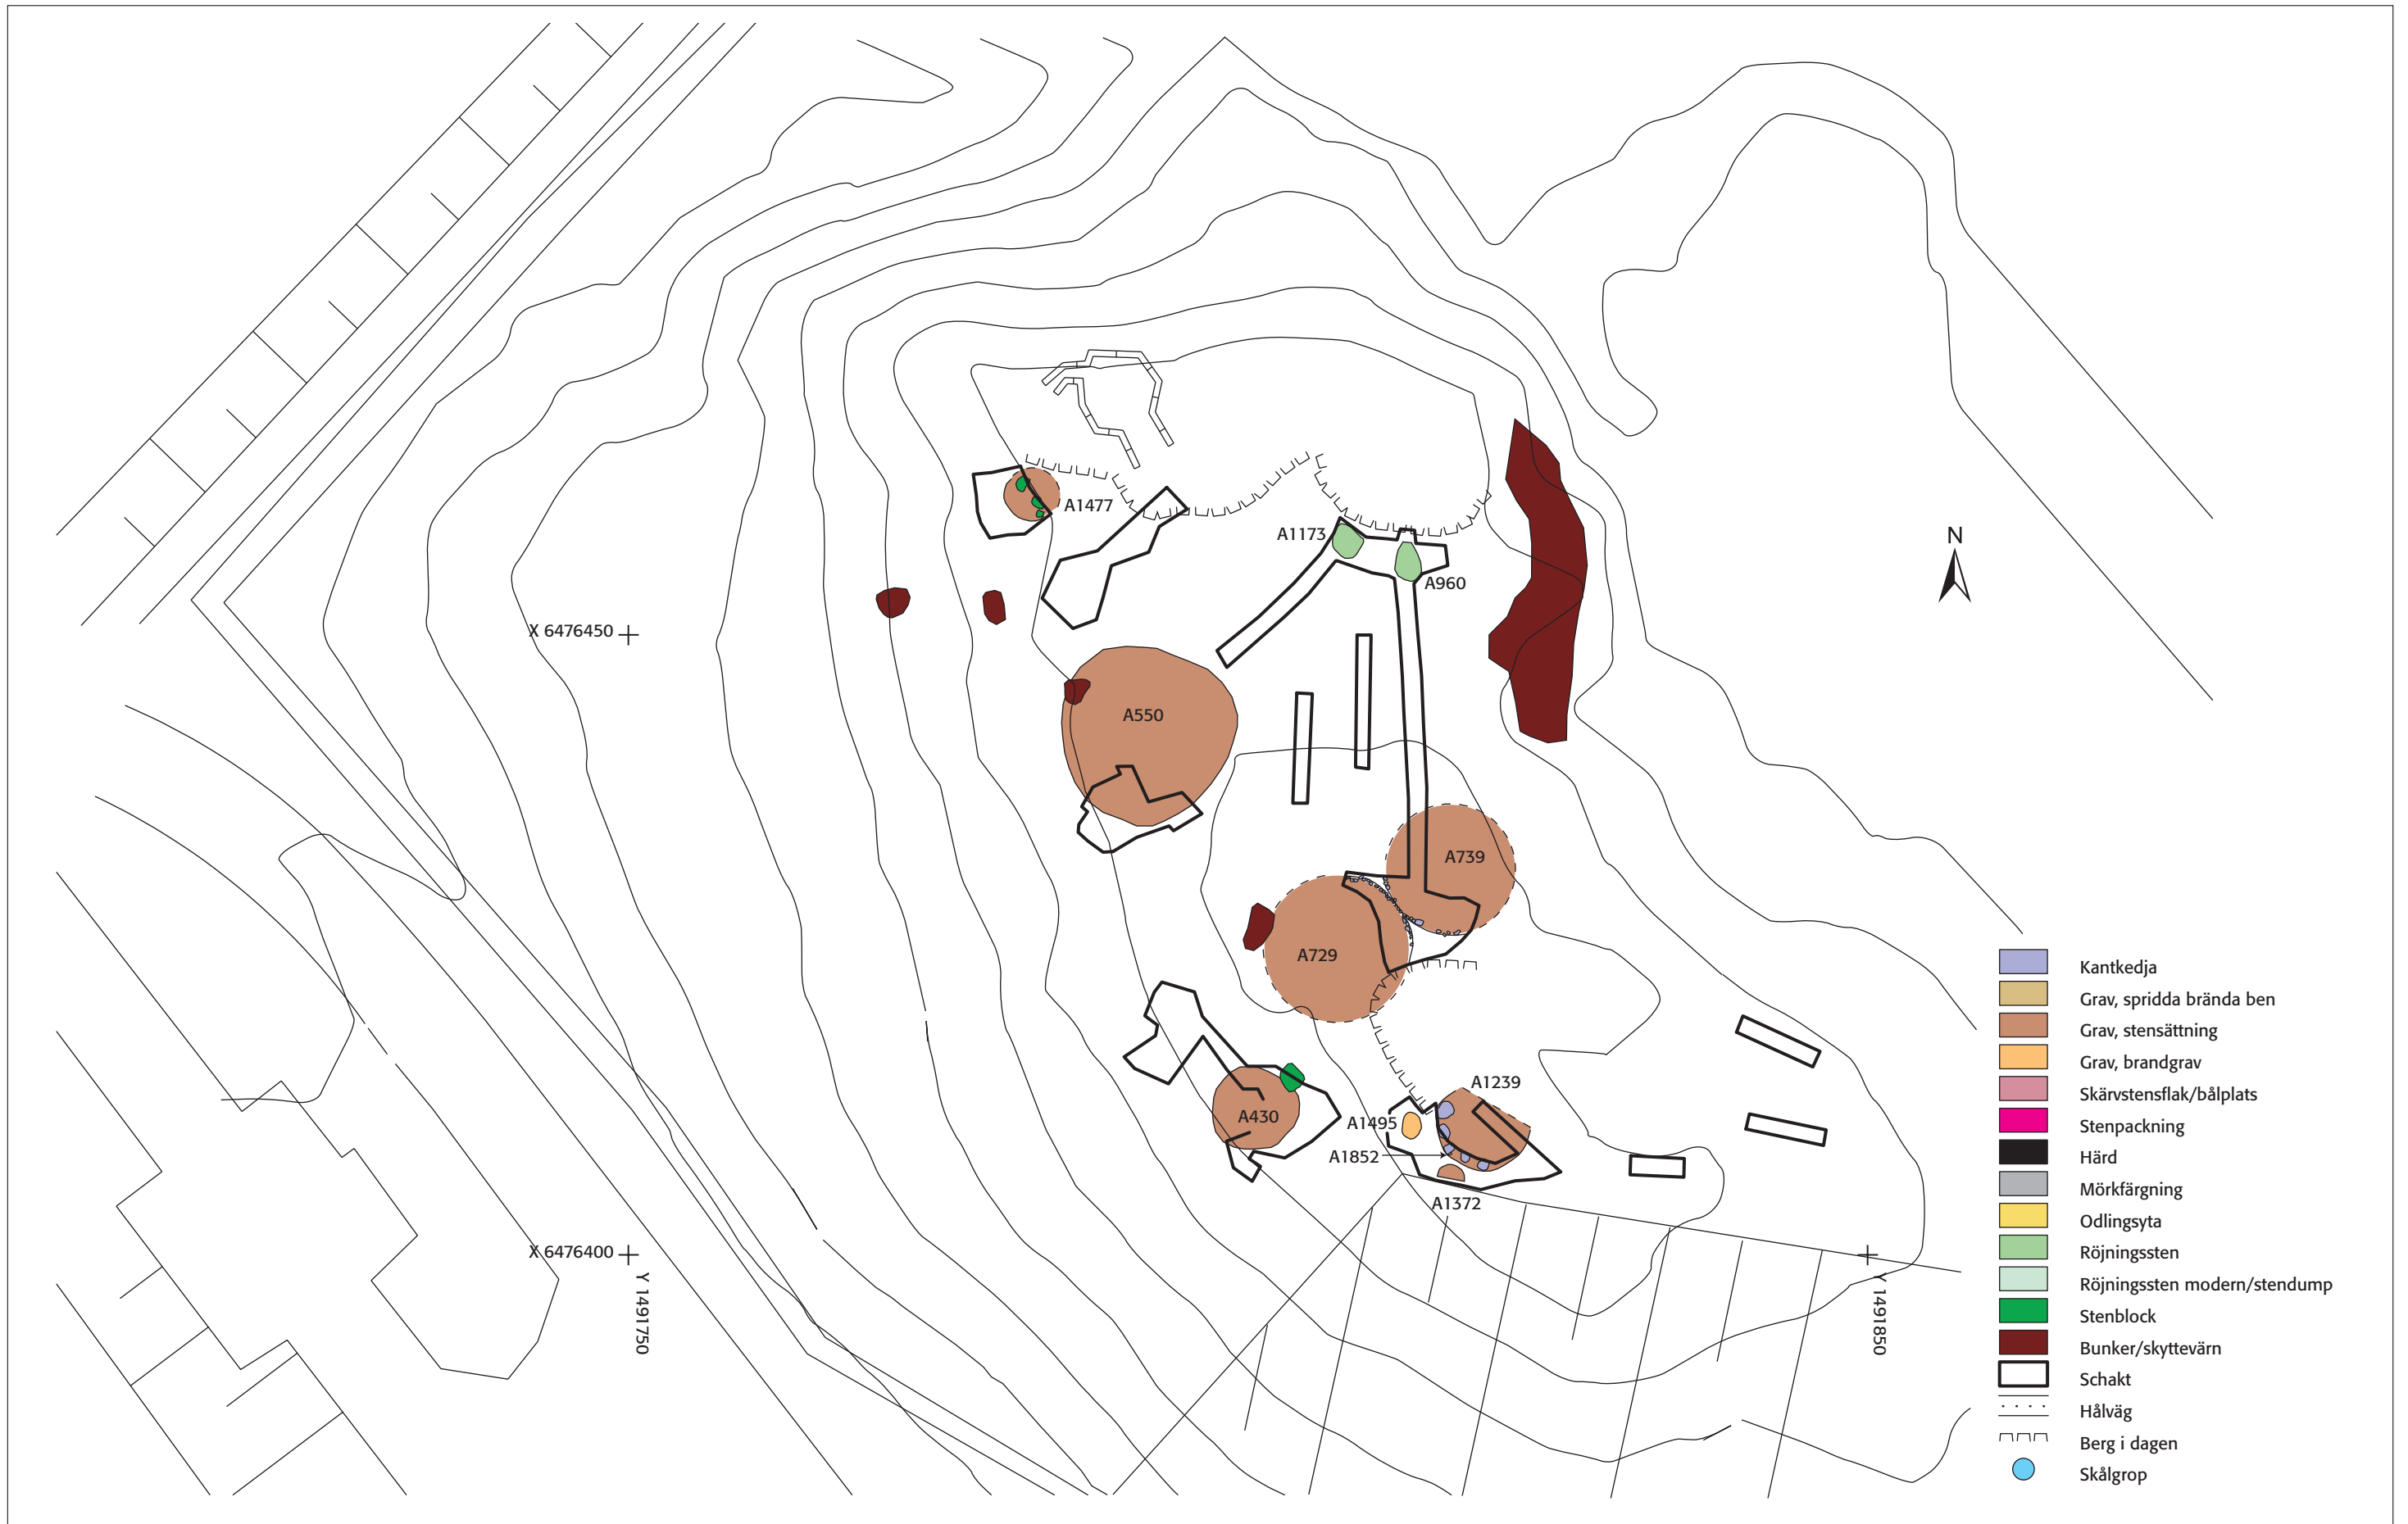 A1477
A1173
A960
N
X 6476450
A550
A739
A729
A1239
A430
A1495
A1852
A1372
X 6476400
Y 1491750
Y 1491850
Kantkedja
Grav, spridda brända ben
Grav, stensättning
Grav, brandgrav
Skärvstensflak/bålplats
Stenpackning
Härd
Mörkfärgning
Odlingsyta
Röjningssten
Röjningssten modern/stendump
Stenblock
Bunker/skyttevärn
Schakt
Hålväg
Berg i dagen
Skålgrop